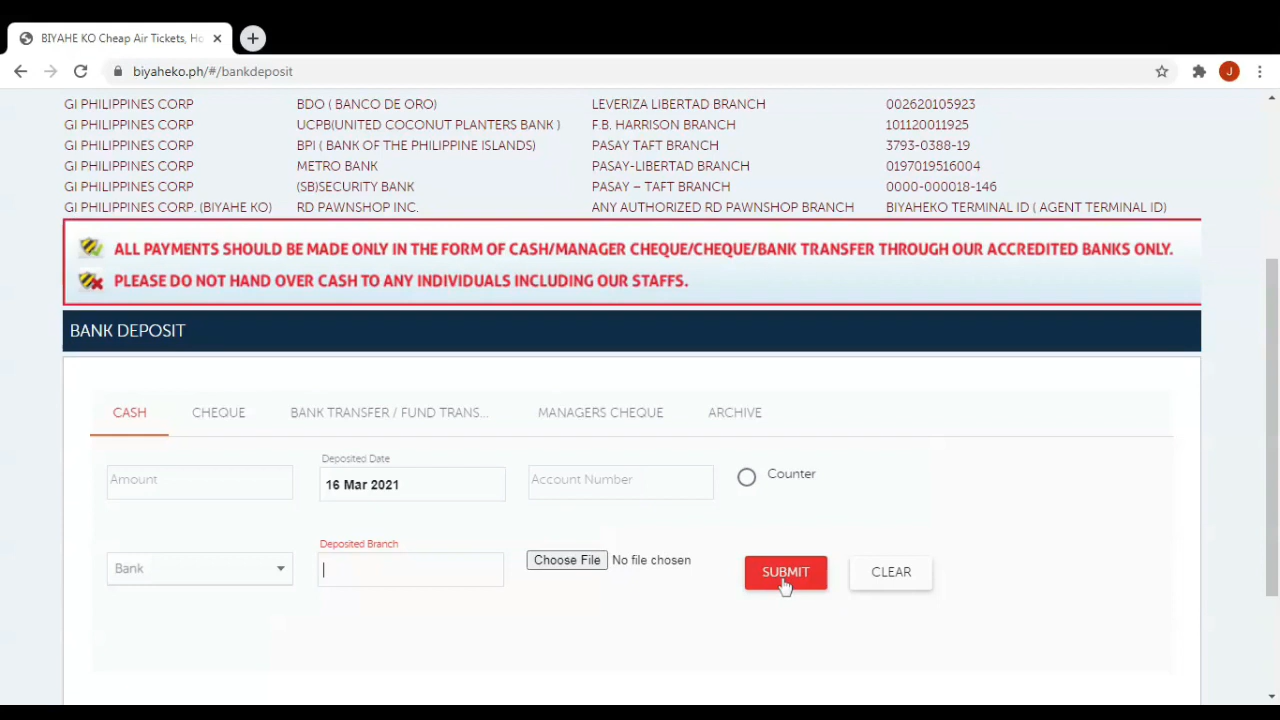 BIYAHE KO Cheap Air Tickets, Ho
biyaheko.ph/#/bankdeposit
J
GI PHILIPPINES CORP BDO ( BANCO DE ORO) LEVERIZA LIBERTAD BRANCH 002620105923
GI PHILIPPINES CORP UCPB(UNITED COCONUT PLANTERS BANK ) F.B. HARRISON BRANCH 101120011925
GI PHILIPPINES CORP BPI ( BANK OF THE PHILIPPINE ISLANDS) PASAY TAFT BRANCH 3793-0388-19
GI PHILIPPINES CORP METRO BANK PASAY-LIBERTAD BRANCH 0197019516004
GI PHILIPPINES CORP (SB)SECURITY BANK PASAY – TAFT BRANCH 0000-000018-146
GI PHILIPPINES CORP. (BIYAHE KO) RD PAWNSHOP INC. ANY AUTHORIZED RD PAWNSHOP BRANCH BIYAHEKO TERMINAL ID ( AGENT TERMINAL ID)
ALL PAYMENTS SHOULD BE MADE ONLY IN THE FORM OF CASH/MANAGER CHEQUE/CHEQUE/BANK TRANSFER THROUGH OUR ACCREDITED BANKS ONLY.
PLEASE DO NOT HAND OVER CASH TO ANY INDIVIDUALS INCLUDING OUR STAFFS.
BANK DEPOSIT
CASH CHEQUE BANK TRANSFER / FUND TRANS... MANAGERS CHEQUE ARCHIVE
Deposited Date
Amount 16 Mar 2021 Account Number Counter
Deposited Branch
Bank Choose File No file chosen SUBMIT CLEAR